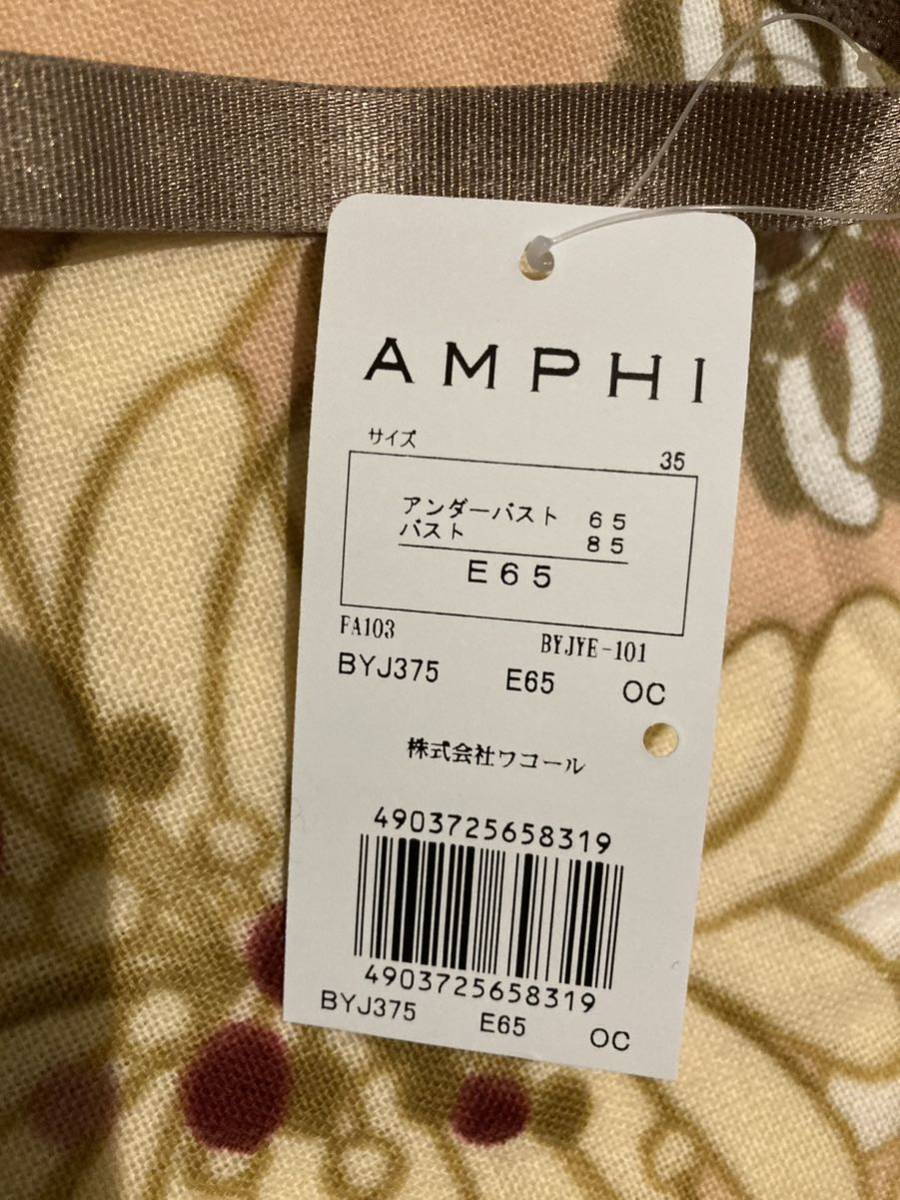 AMPHI
サイズ 35
アンダーバスト 65
バスト 85
E65
FA103 BYJYE-101
BYJ375 E65 OC
株式会社ワコール
4903725658319
4903725658319
BYJ375 E65 OC